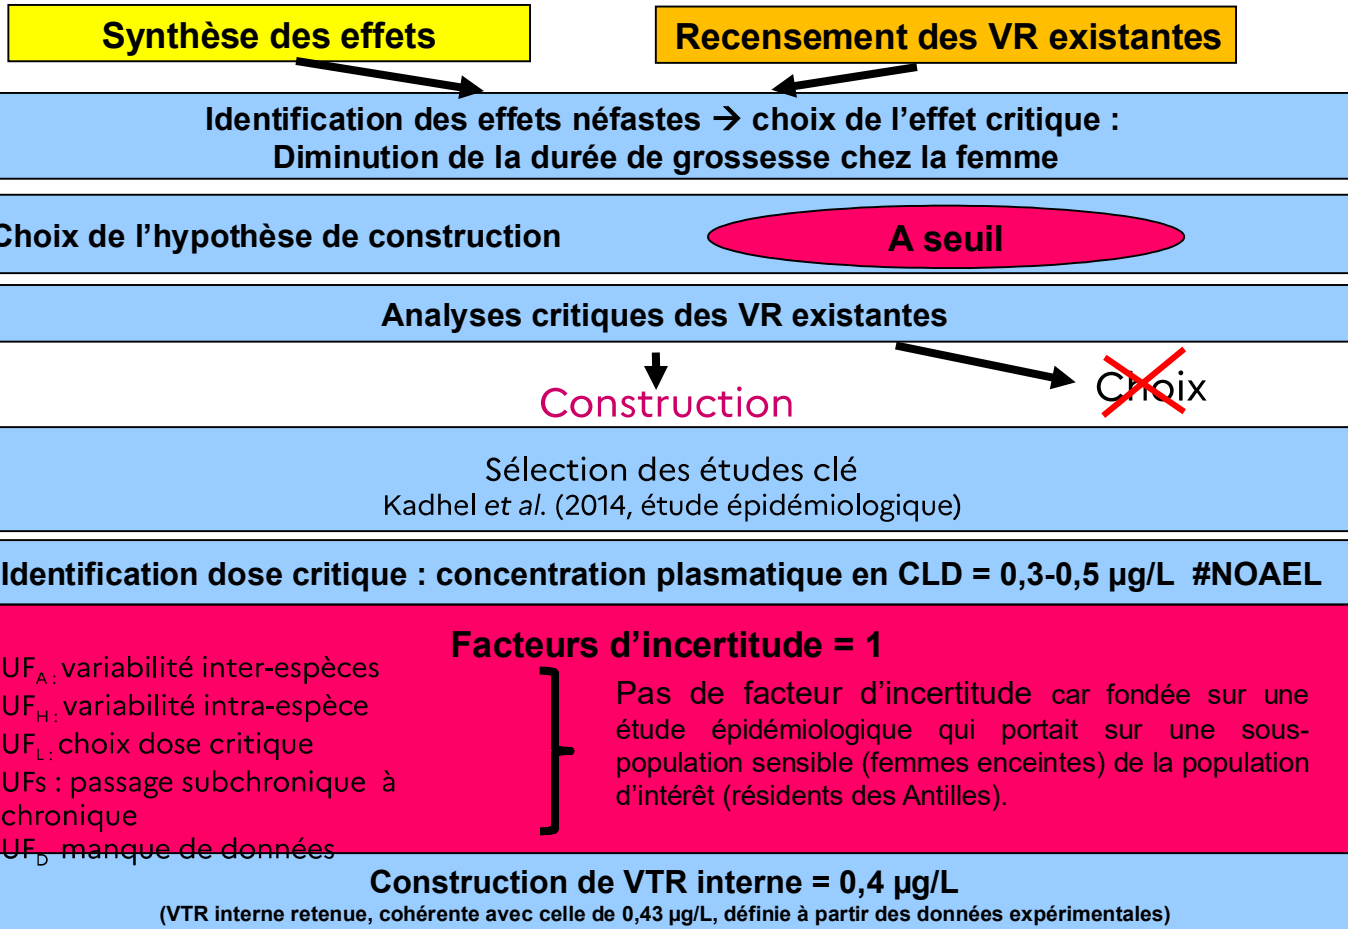 Synthèse des effets
Recensement des VR existantes
Identification des effets néfastes → choix de l'effet critique :
Diminution de la durée de grossesse chez la femme
Choix de l'hypothèse de construction
A seuil
Analyses critiques des VR existantes
Construction
Choix
Sélection des études clé
Kadhel et al. (2014, étude épidémiologique)
Identification dose critique : concentration plasmatique en CLD = 0,3-0,5 µg/L #NOAEL
Facteurs d'incertitude = 1
UFA : variabilité inter-espèces
UFH : variabilité intra-espèce
UFL : choix dose critique
UFs : passage subchronique à
chronique
UFD manque de données
Pas de facteur d'incertitude car fondée sur une
étude épidémiologique qui portait sur une sous-
population sensible (femmes enceintes) de la population
d'intérêt (résidents des Antilles).
Construction de VTR interne = 0,4 µg/L
(VTR interne retenue, cohérente avec celle de 0,43 µg/L, définie à partir des données expérimentales)